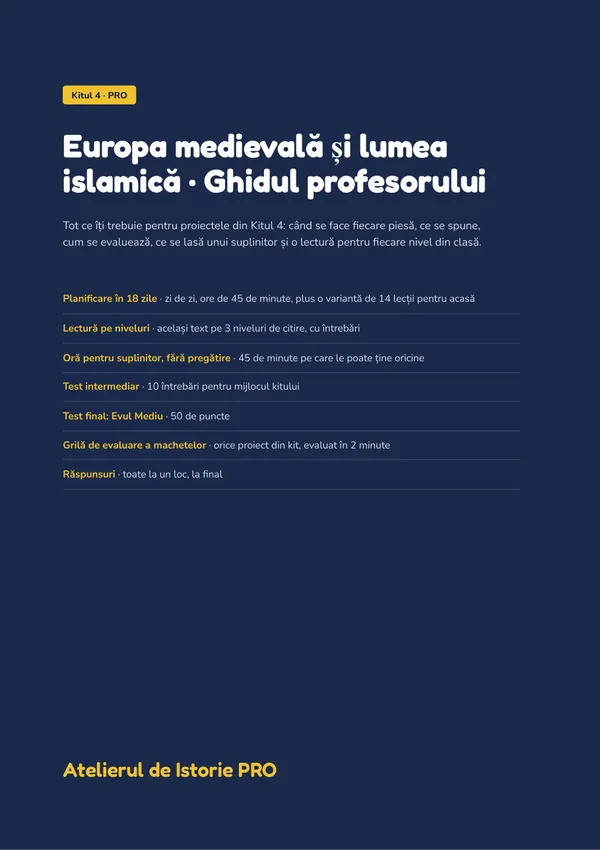 Kitul 4 · PRO
Europa medievală și lumea
islamică · Ghidul profesorului
Tot ce îți trebuie pentru proiectele din Kitul 4: când se face fiecare piesă, ce se spune,
cum se evaluează, ce se lasă unui suplinitor și o lectură pentru fiecare nivel din clasă.
Planificare în 18 zile · zi de zi, ore de 45 de minute, plus o variantă de 14 lecții pentru acasă
Lectură pe niveluri · același text pe 3 niveluri de citire, cu întrebări
Oră pentru suplinitor, fără pregătire · 45 de minute pe care le poate ține oricine
Test intermediar · 10 întrebări pentru mijlocul kitului
Test final: Evul Mediu · 50 de puncte
Grilă de evaluare a machetelor · orice proiect din kit, evaluat în 2 minute
Răspunsuri · toate la un loc, la final
Atelierul de Istorie PRO